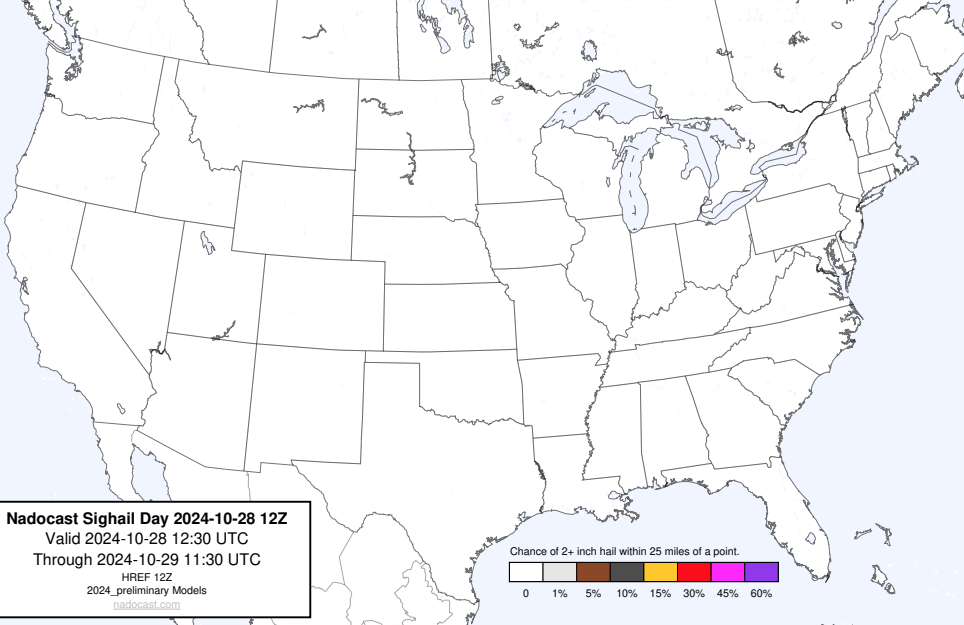 Nadocast Sighail Day 2024-10-28 12Z
Valid 2024-10-28 12:30 UTC
Through 2024-10-29 11:30 UTC
HREF 12Z
2024_preliminary Models
nadocast.com
Chance of 2+ inch hail within 25 miles of a point.
0 1% 5% 10% 15% 30% 45% 60%